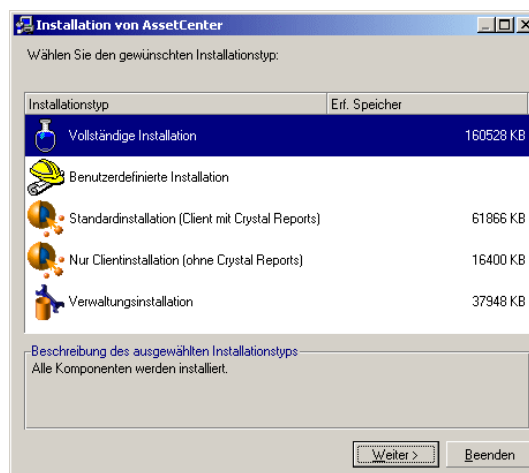 Installation von AssetCenter
Wählen Sie den gewünschten Installationstyp:
Installationstyp Erf. Speicher
Vollständige Installation 160528 KB
Benutzerdefinierte Installation
Standardinstallation (Client mit Crystal Reports) 61866 KB
Nur Clientinstallation (ohne Crystal Reports) 16400 KB
Verwaltungsinstallation 37948 KB
Beschreibung des ausgewählten Installationstyps
Alle Komponenten werden installiert.
Weiter > Beenden